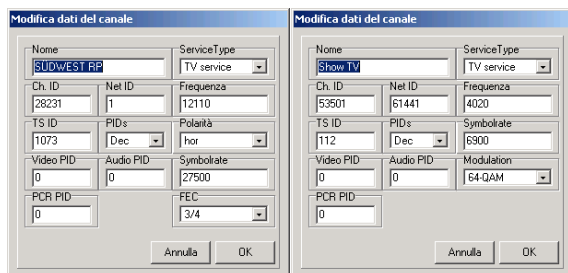 Modifica dati del canale
Nome
ServiceType
SÜDWEST RP
TV service
Ch. ID
Net ID
Frequenza
28231
1
12110
TS ID
PIDs
Polarità
1073
Dec
hor
Video PID
Audio PID
Symbolrate
0
0
27500
PCR PID
FEC
0
3/4
Annulla
OK
Modifica dati del canale
Nome
ServiceType
Show TV
TV service
Ch. ID
Net ID
Frequenza
53501
61441
4020
TS ID
PIDs
Symbolrate
112
Dec
6900
Video PID
Audio PID
Modulation
0
0
64-QAM
PCR PID
0
Annulla
OK